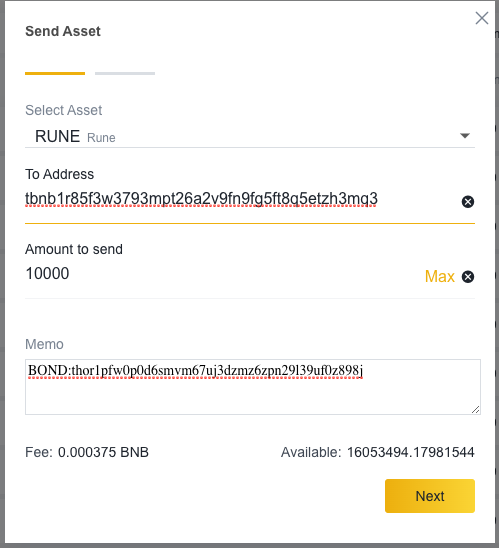 Send Asset
Select Asset
RUNE Rune
To Address
tbnb1r85f3w3793mpt26a2v9fn9fg5ft8q5etzh3mq3
Amount to send
10000 Max
Memo
BOND:thor1pfw0p0d6smvm67uj3dzmz6zpn29l39uf0z898j
Fee: 0.000375 BNB Available: 16053494.17981544
Next